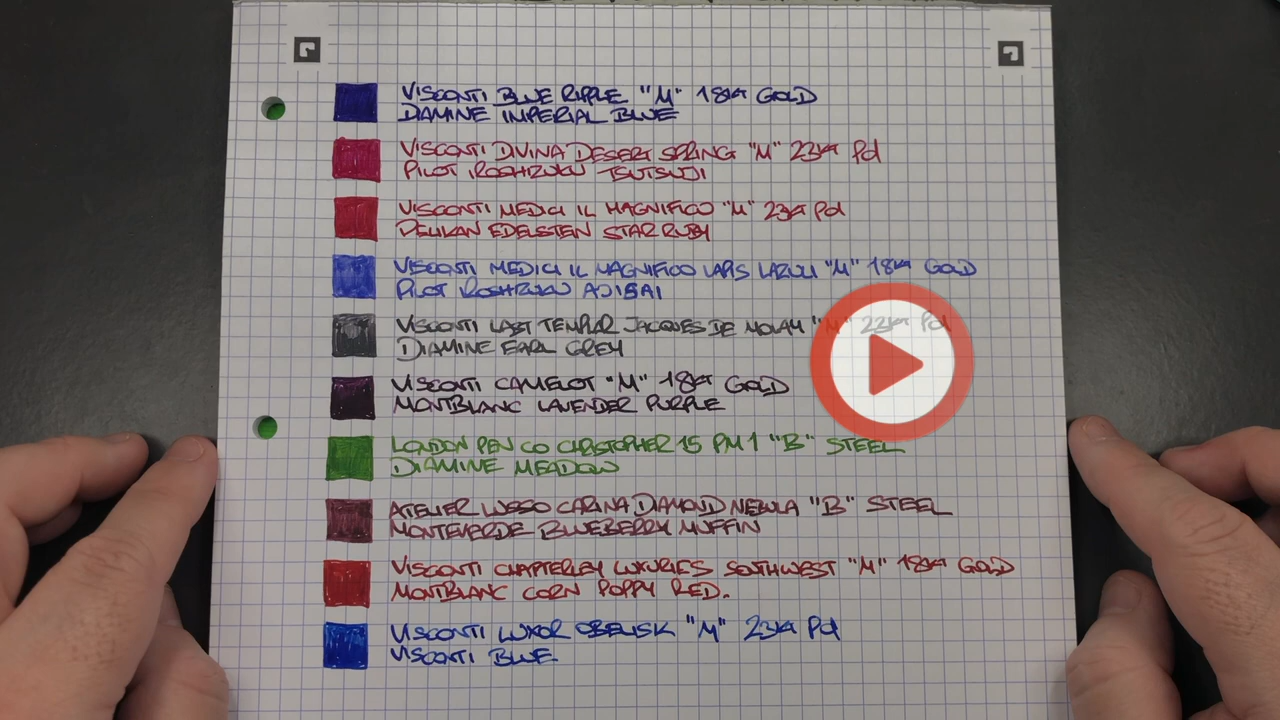 VISCONTI BLUE RIPPLE "M" 18kt GOLD
DIAMINE IMPERIAL BLUE
VISCONTI DIVINA DESERT SPRING "M" 23kt Pd
PILOT IROSHIZUKU TSUTSUJI
VISCONTI MEDICI IL MAGNIFICO "M" 23kt Pd
PELIKAN EDELSTEIN STAR RUBY
VISCONTI MEDICI IL MAGNIFICO LAPIS LAZULI "M" 18kt GOLD
PILOT IROSHIZUKU AJISAI
VISCONTI LAST TEMPLAR JACQUES DE MOLAY "M" 23kt Pd
DIAMINE EARL GREY
VISCONTI CAMELOT "M" 18kt GOLD
MONTBLANC LAVENDER PURPLE
LONDON PEN CO CHRISTOPHER 15 PM1 "B" STEEL
DIAMINE MEADOW
ATELIER LUSSO CARINA DIAMOND NEBULA "B" STEEL
MONTEVERDE BLUEBERRY MUFFIN
VISCONTI CHATTERLEY LUXURIES SOUTHWEST "M" 18kt GOLD
MONTBLANC CORN POPPY RED.
VISCONTI LUXOR OBELISK "M" 23kt Pd
VISCONTI BLUE